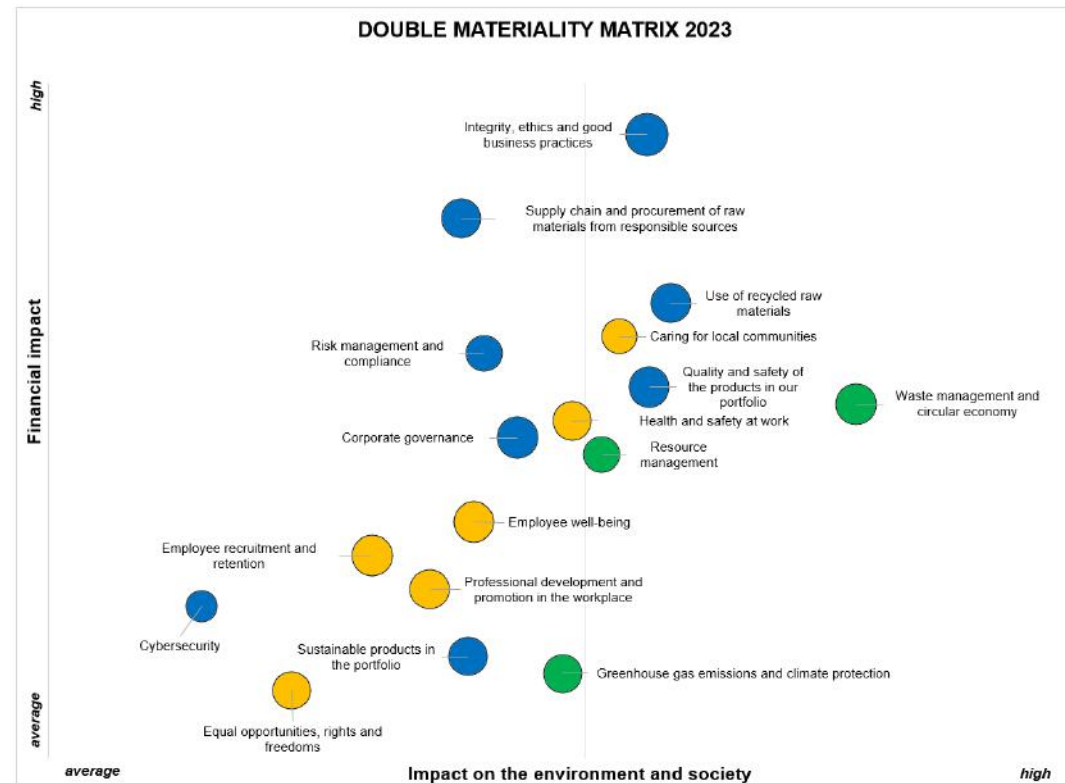 DOUBLE MATERIALITY MATRIX 2023
high
Integrity, ethics and good
business practices
Supply chain and procurement of raw
materials from responsible sources
Use of recycled raw
materials
Caring for local communities
Risk management and
compliance
Quality and safety of
the products in our
portfolio
Waste management and
circular economy
Financial impact
Health and safety at work
Corporate governance
Resource
management
Employee well-being
Employee recruitment and
retention
Professional development and
promotion in the workplace
Cybersecurity
Sustainable products in
the portfolio
Greenhouse gas emissions and climate protection
Equal opportunities, rights and
freedoms
average
average
Impact on the environment and society
high